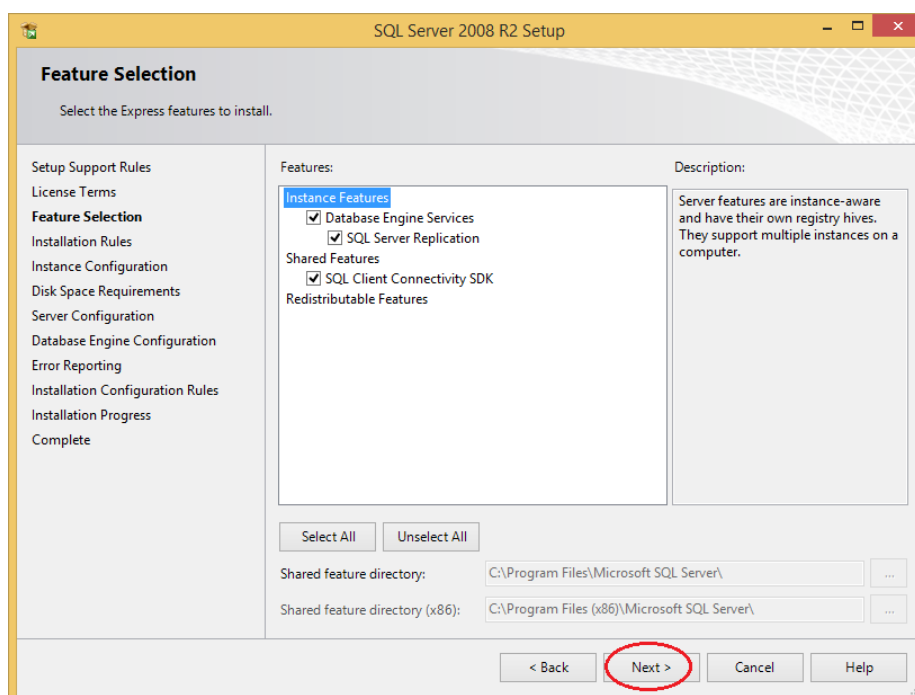 SQL Server 2008 R2 Setup
Feature Selection
Select the Express features to install.
Setup Support Rules
License Terms
Feature Selection
Installation Rules
Instance Configuration
Disk Space Requirements
Server Configuration
Database Engine Configuration
Error Reporting
Installation Configuration Rules
Installation Progress
Complete
Features:
Instance Features
Database Engine Services
SQL Server Replication
Shared Features
SQL Client Connectivity SDK
Redistributable Features
Description:
Server features are instance-aware
and have their own registry hives.
They support multiple instances on a
computer.
Select All
Unselect All
Shared feature directory:
C:\Program Files\Microsoft SQL Server\
...
Shared feature directory (x86):
C:\Program Files (x86)\Microsoft SQL Server\
...
< Back
Next >
Cancel
Help